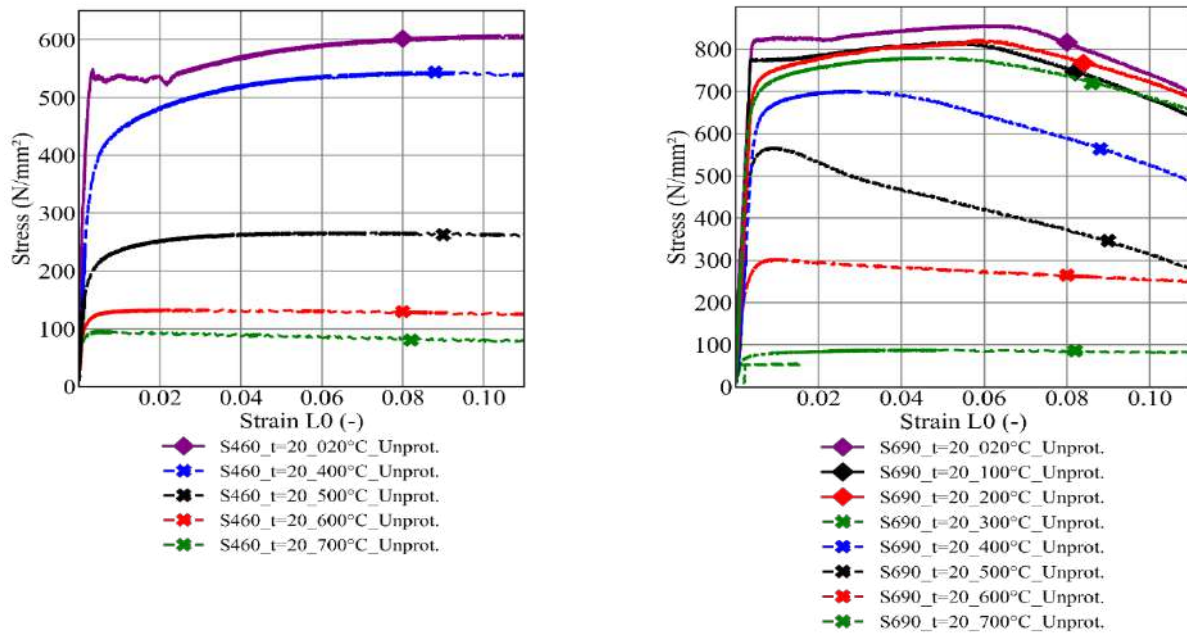 600
500
400
300
200
100
0
Stress (N/mm²)
0.02 0.04 0.06 0.08 0.10
Strain L0 (-)
S460_t=20_020°C_Unprot.
S460_t=20_400°C_Unprot.
S460_t=20_500°C_Unprot.
S460_t=20_600°C_Unprot.
S460_t=20_700°C_Unprot.
800
700
600
500
400
300
200
100
0
Stress (N/mm²)
0.02 0.04 0.06 0.08 0.10
Strain L0 (-)
S690_t=20_020°C_Unprot.
S690_t=20_100°C_Unprot.
S690_t=20_200°C_Unprot.
S690_t=20_300°C_Unprot.
S690_t=20_400°C_Unprot.
S690_t=20_500°C_Unprot.
S690_t=20_600°C_Unprot.
S690_t=20_700°C_Unprot.